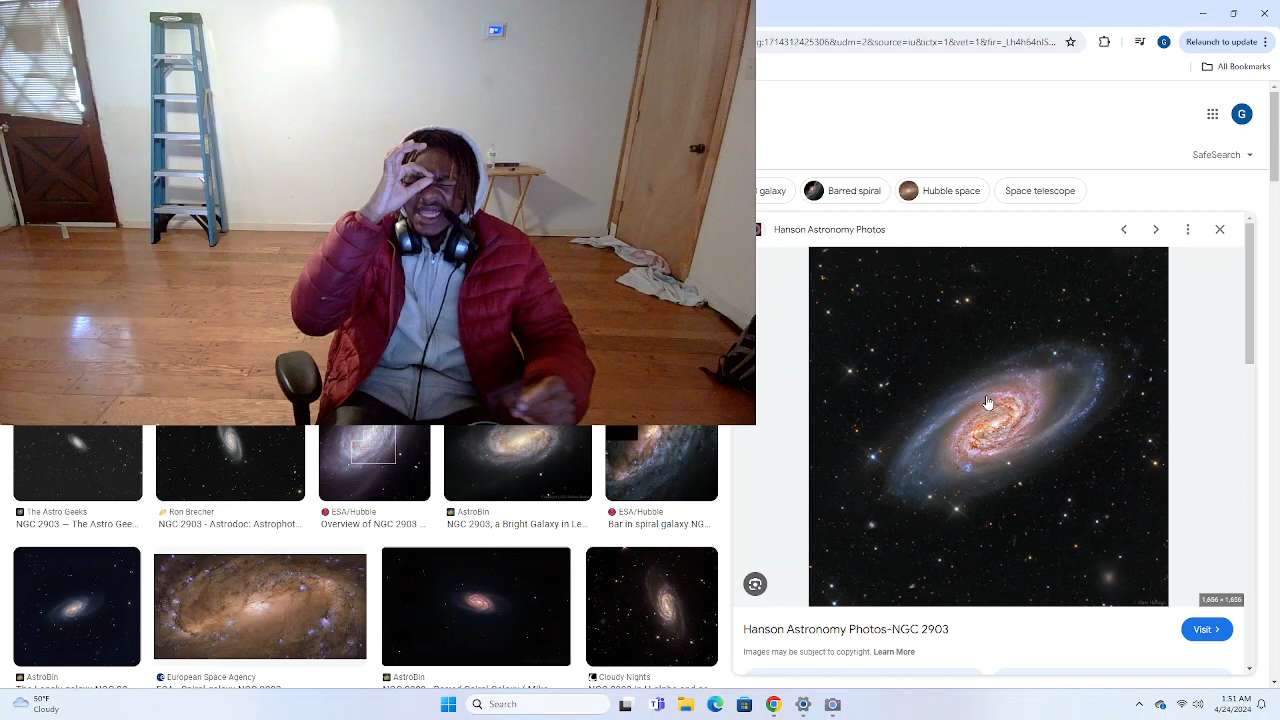 Relaunch to update
All Bookmarks
G
G
SafeSearch
galaxy
Barred spiral
Hubble space
Space telescope
Hanson Astronomy Photos
1,656 × 1,656
Hanson Astronomy Photos-NGC 2903
Visit
Images may be subject to copyright. Learn More
The Astro Geeks
NGC 2903 — The Astro Gee...
Ron Brecher
NGC 2903 - Astrodoc: Astrophot...
ESA/Hubble
Overview of NGC 2903 ...
AstroBin
NGC 2903, a Bright Galaxy in Le...
ESA/Hubble
Bar in spiral galaxy NG...
AstroBin
European Space Agency
AstroBin
Cloudy Nights
50°F
Cloudy
Search
1:53 AM